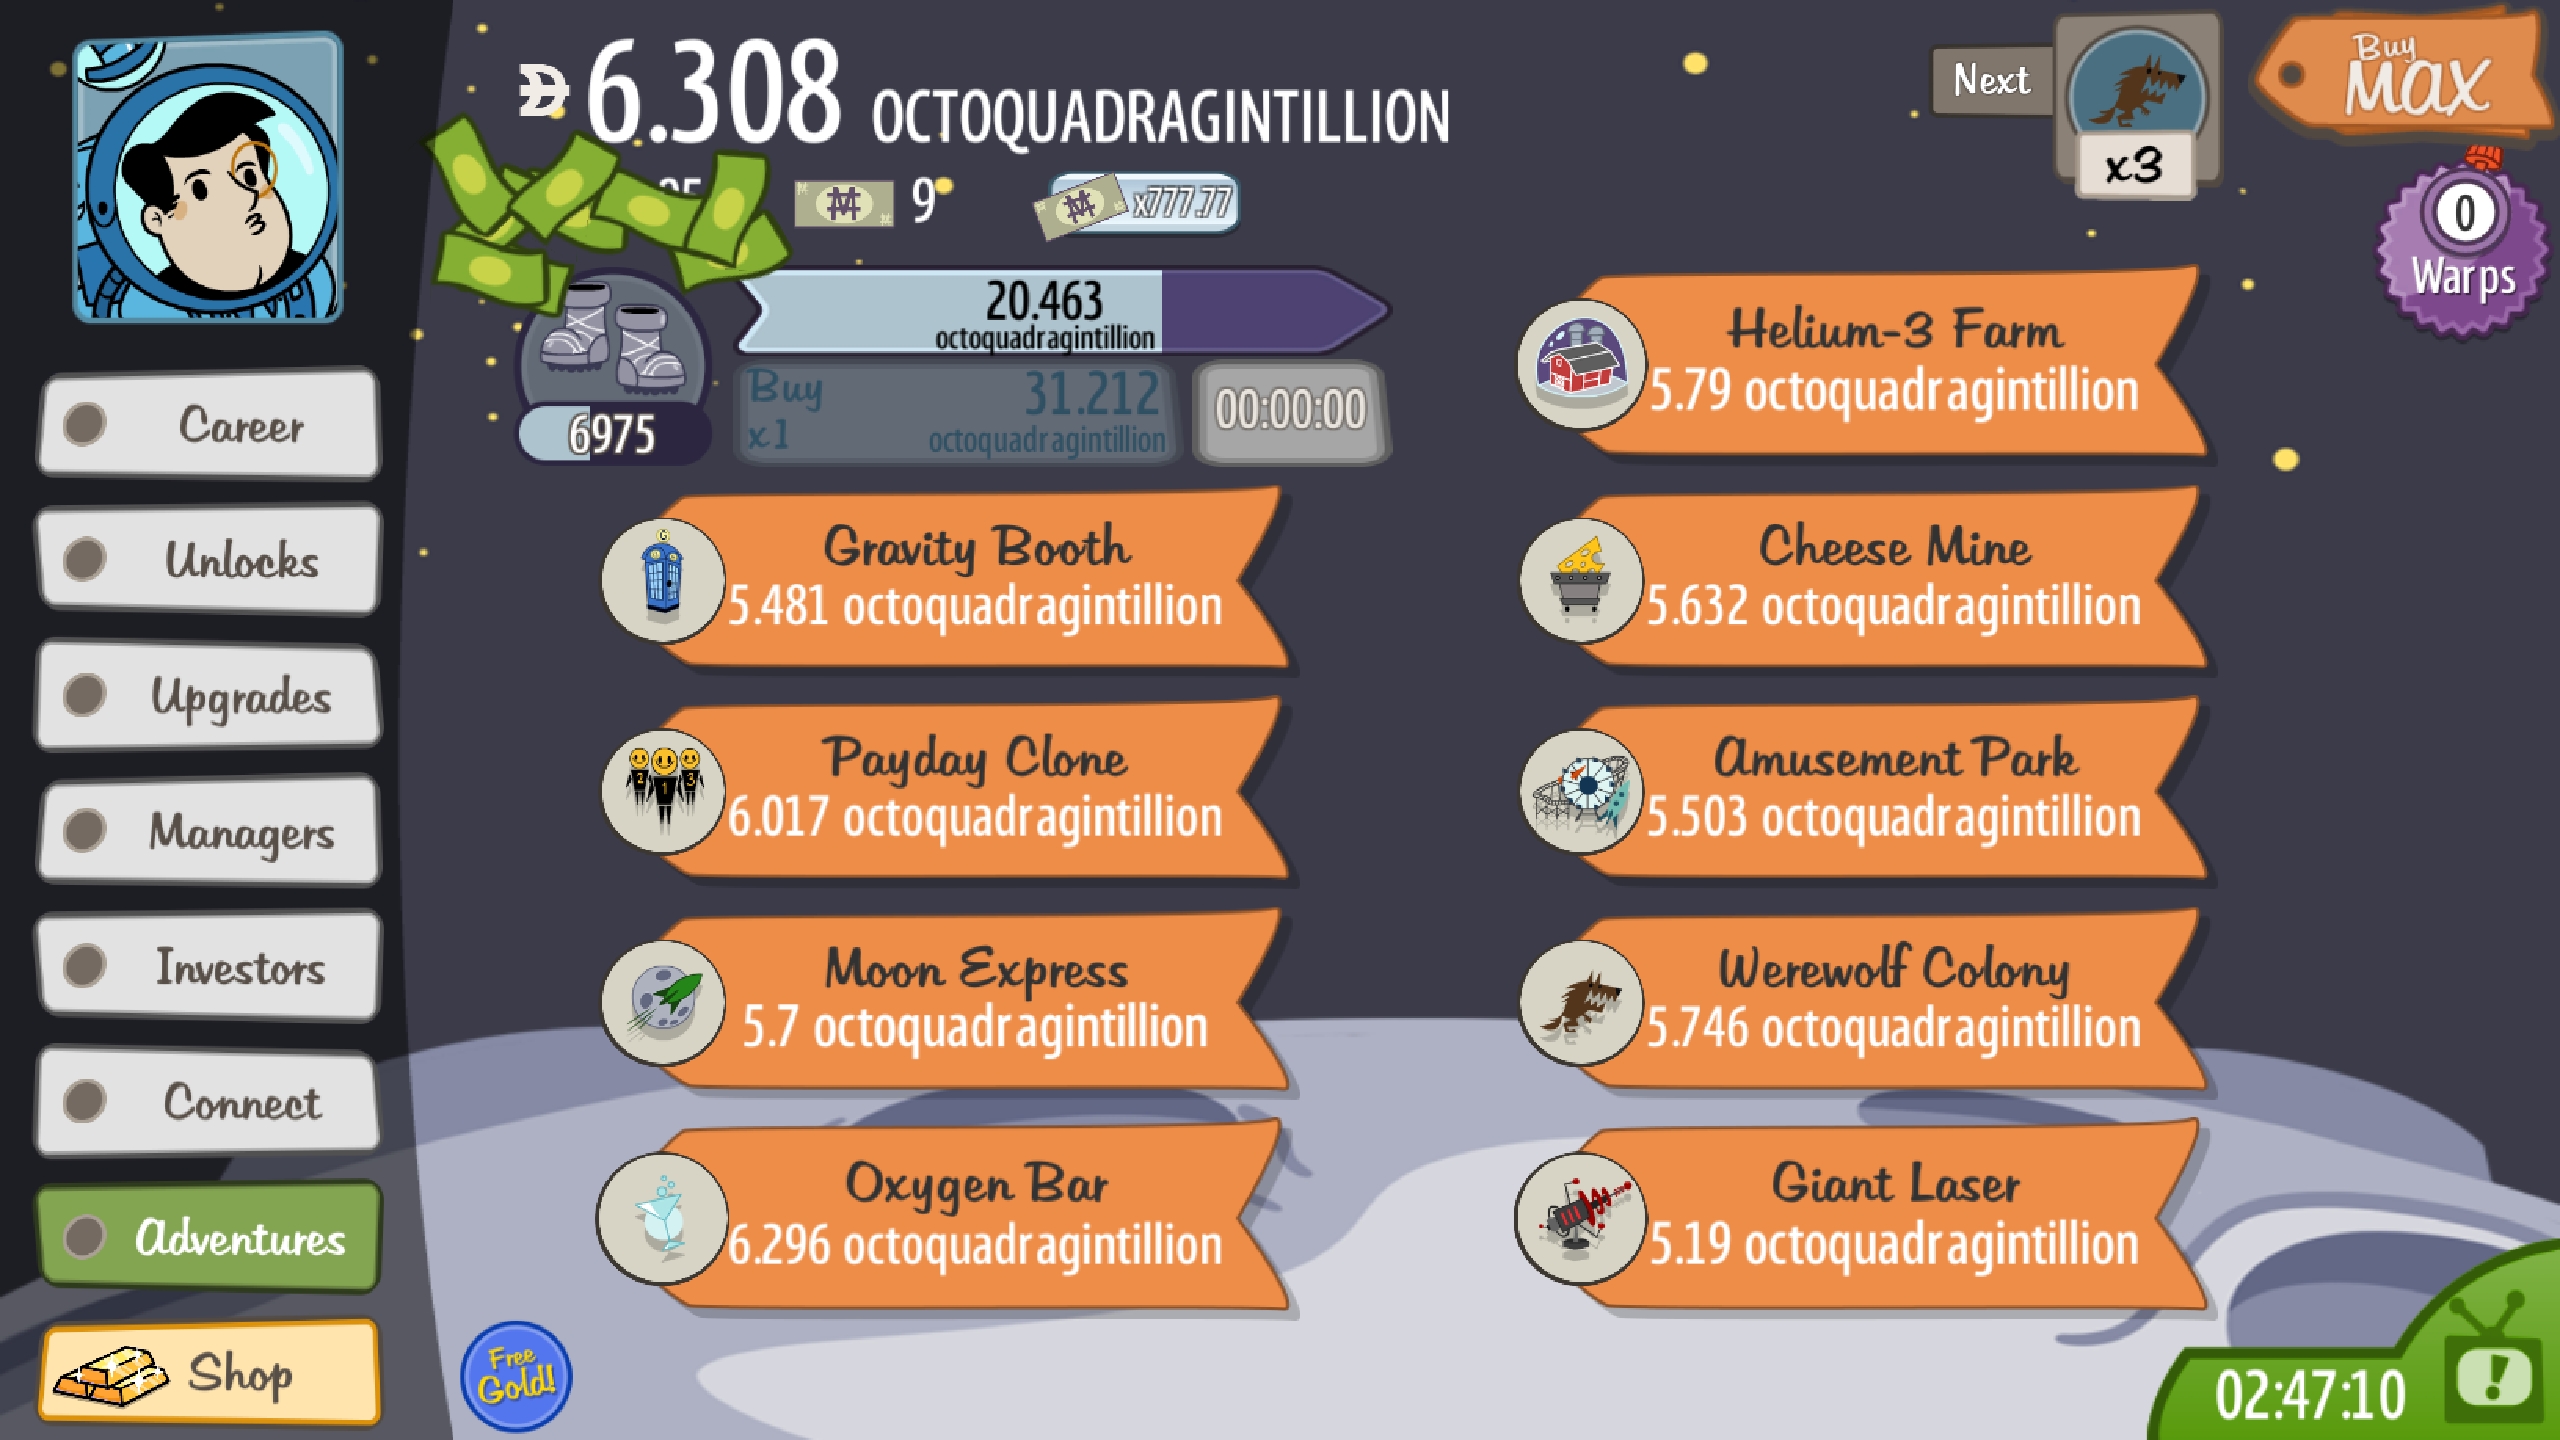 6.308 OCTOQUADRAGINTILLION
9
x777.77
Next
x3
Buy
MAX
0
Warps
Career
Unlocks
Upgrades
Managers
Investors
Connect
Adventures
Shop
20.463
octoquadragintillion
6975
Buy
x1
31.212
octoquadragintillion
00:00:00
Helium-3 Farm
5.79 octoquadragintillion
Gravity Booth
5.481 octoquadragintillion
Cheese Mine
5.632 octoquadragintillion
Payday Clone
6.017 octoquadragintillion
Amusement Park
5.503 octoquadragintillion
Moon Express
5.7 octoquadragintillion
Werewolf Colony
5.746 octoquadragintillion
Oxygen Bar
6.296 octoquadragintillion
Giant Laser
5.19 octoquadragintillion
Free
Gold!
02:47:10